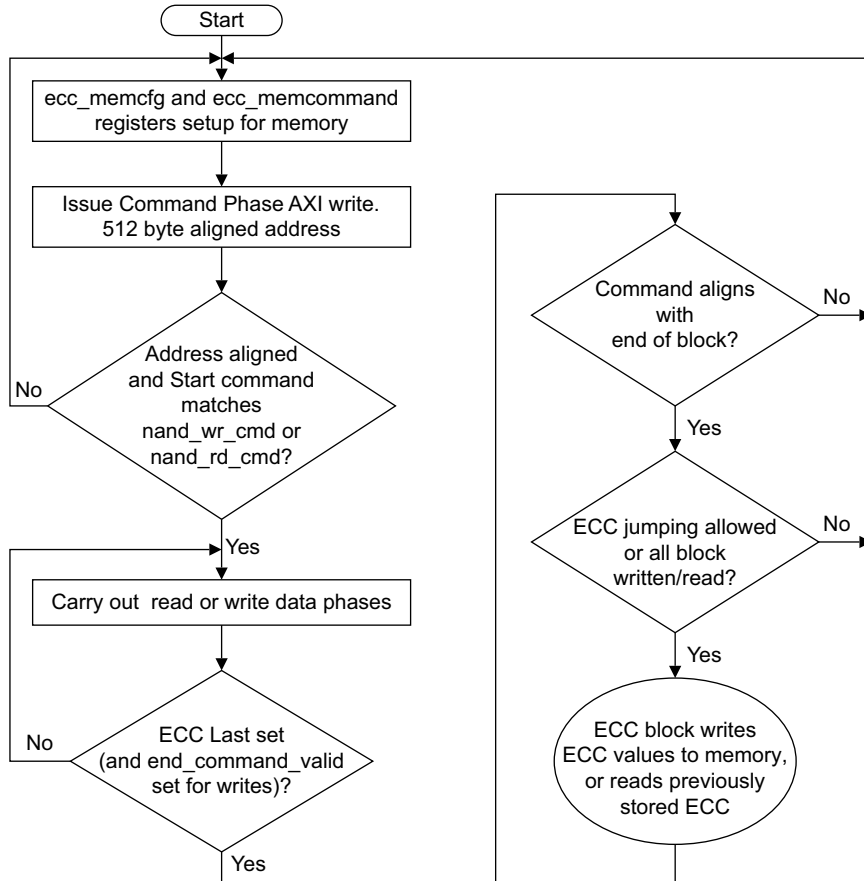 Start
ecc_memcfg and ecc_memcommand
registers setup for memory
Issue Command Phase AXI write.
512 byte aligned address
Address aligned
and Start command
matches
nand_wr_cmd or
nand_rd_cmd?
No
Yes
Carry out read or write data phases
ECC Last set
(and end_command_valid
set for writes)?
No
Yes
Command aligns
with
end of block?
No
Yes
ECC jumping allowed
or all block
written/read?
No
Yes
ECC block writes
ECC values to memory,
or reads previously
stored ECC